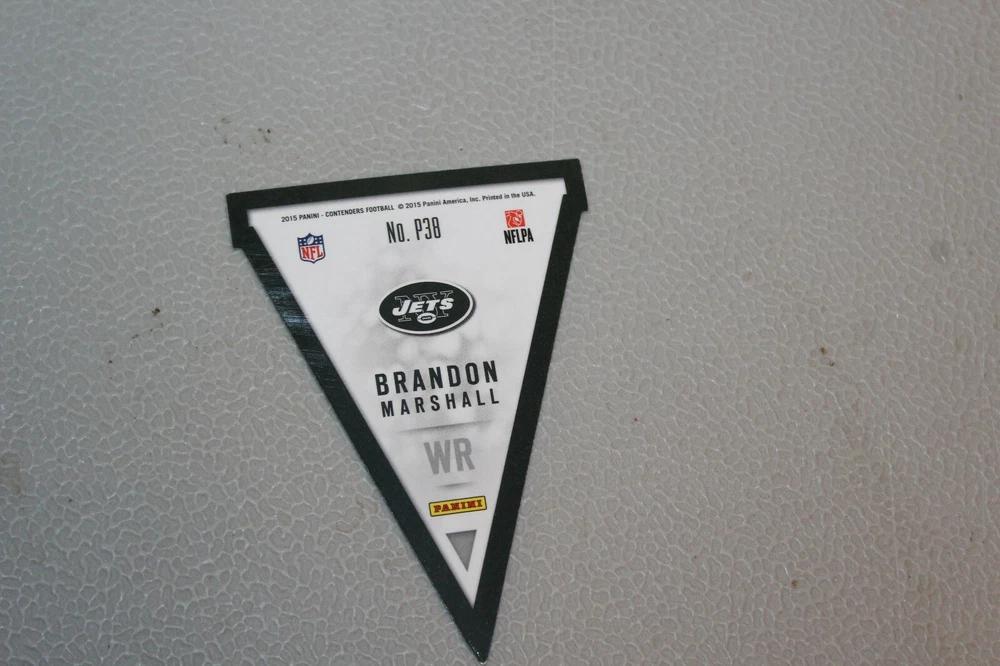 2015 PANINI - CONTENDERS FOOTBALL © 2015 Panini America, Inc. Printed in the USA.
No. P38
NFL
NFLPA
NY
JETS
BRANDON
MARSHALL
WR
PANINI